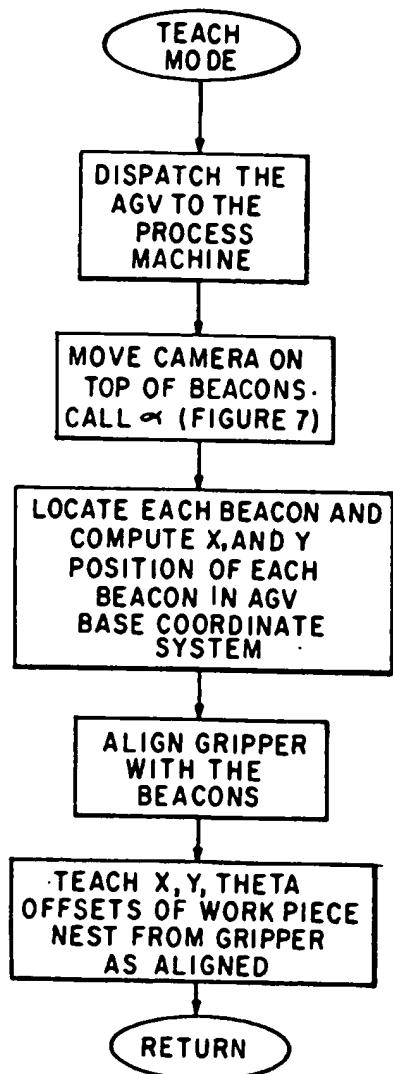 TEACH
MODE
DISPATCH THE
AGV TO THE
PROCESS
MACHINE
MOVE CAMERA ON
TOP OF BEACONS.
CALL ∝ (FIGURE 7)
LOCATE EACH BEACON AND
COMPUTE X, AND Y
POSITION OF EACH
BEACON IN AGV
BASE COORDINATE
SYSTEM
ALIGN GRIPPER
WITH THE
BEACONS
TEACH X, Y, THETA
OFFSETS OF WORK PIECE
NEST FROM GRIPPER
AS ALIGNED
RETURN